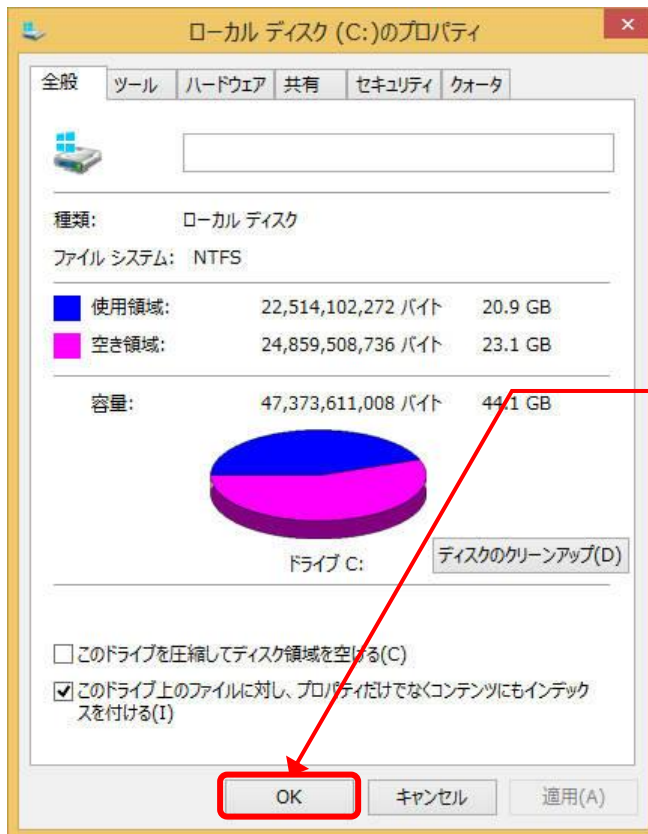 ローカル ディスク (C:)のプロパティ
全般 ツール ハードウェア 共有 セキュリティ クォータ
種類: ローカル ディスク
ファイル システム: NTFS
使用領域: 22,514,102,272 バイト 20.9 GB
空き領域: 24,859,508,736 バイト 23.1 GB
容量: 47,373,611,008 バイト 44.1 GB
ドライブ C:
ディスクのクリーンアップ(D)
このドライブを圧縮してディスク領域を空ける(C)
このドライブ上のファイルに対し、プロパティだけでなくコンテンツにもインデック
スを付ける(I)
OK キャンセル 適用(A)